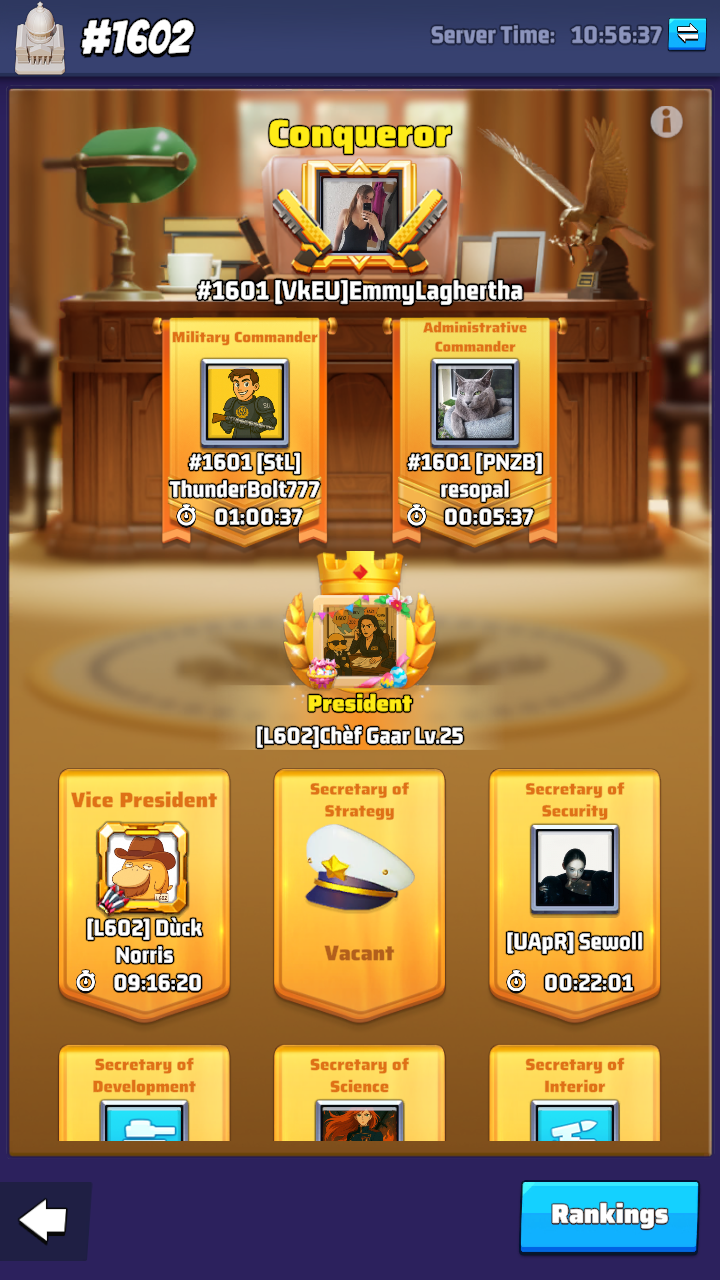 #1602
Server Time: 10:56:37
Conqueror
#1601 [VkEU]EmmyLaghertha
Military Commander
#1601 [StL]
ThunderBolt777
01:00:37
Administrative
Commander
#1601 [PNZB]
resopal
00:05:37
President
[L602]Chèf Gaar Lv.25
Vice President
[L602] Dùck
Norris
09:16:20
Secretary of
Strategy
Vacant
Secretary of
Security
[UApR] Sewoll
00:22:01
Secretary of
Development
Secretary of
Science
Secretary of
Interior
Rankings